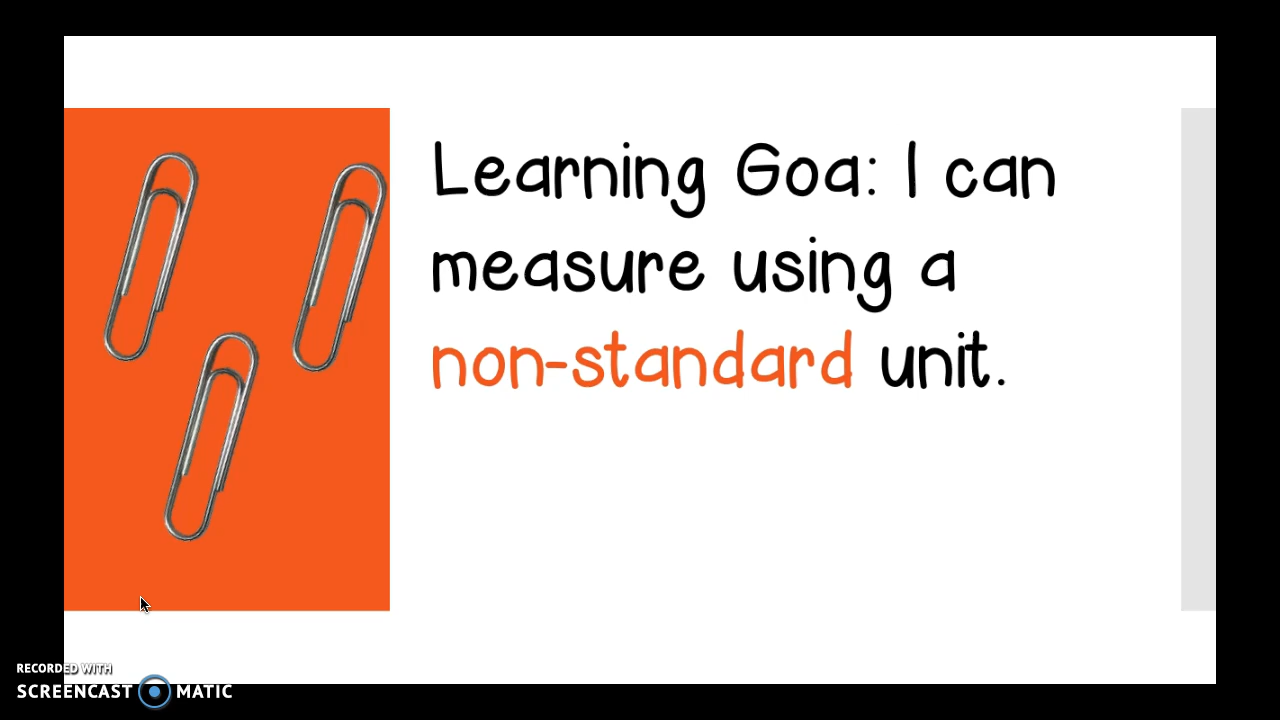 Learning Goa: I can
measure using a
non-standard unit.
RECORDED WITH
SCREENCAST MATIC